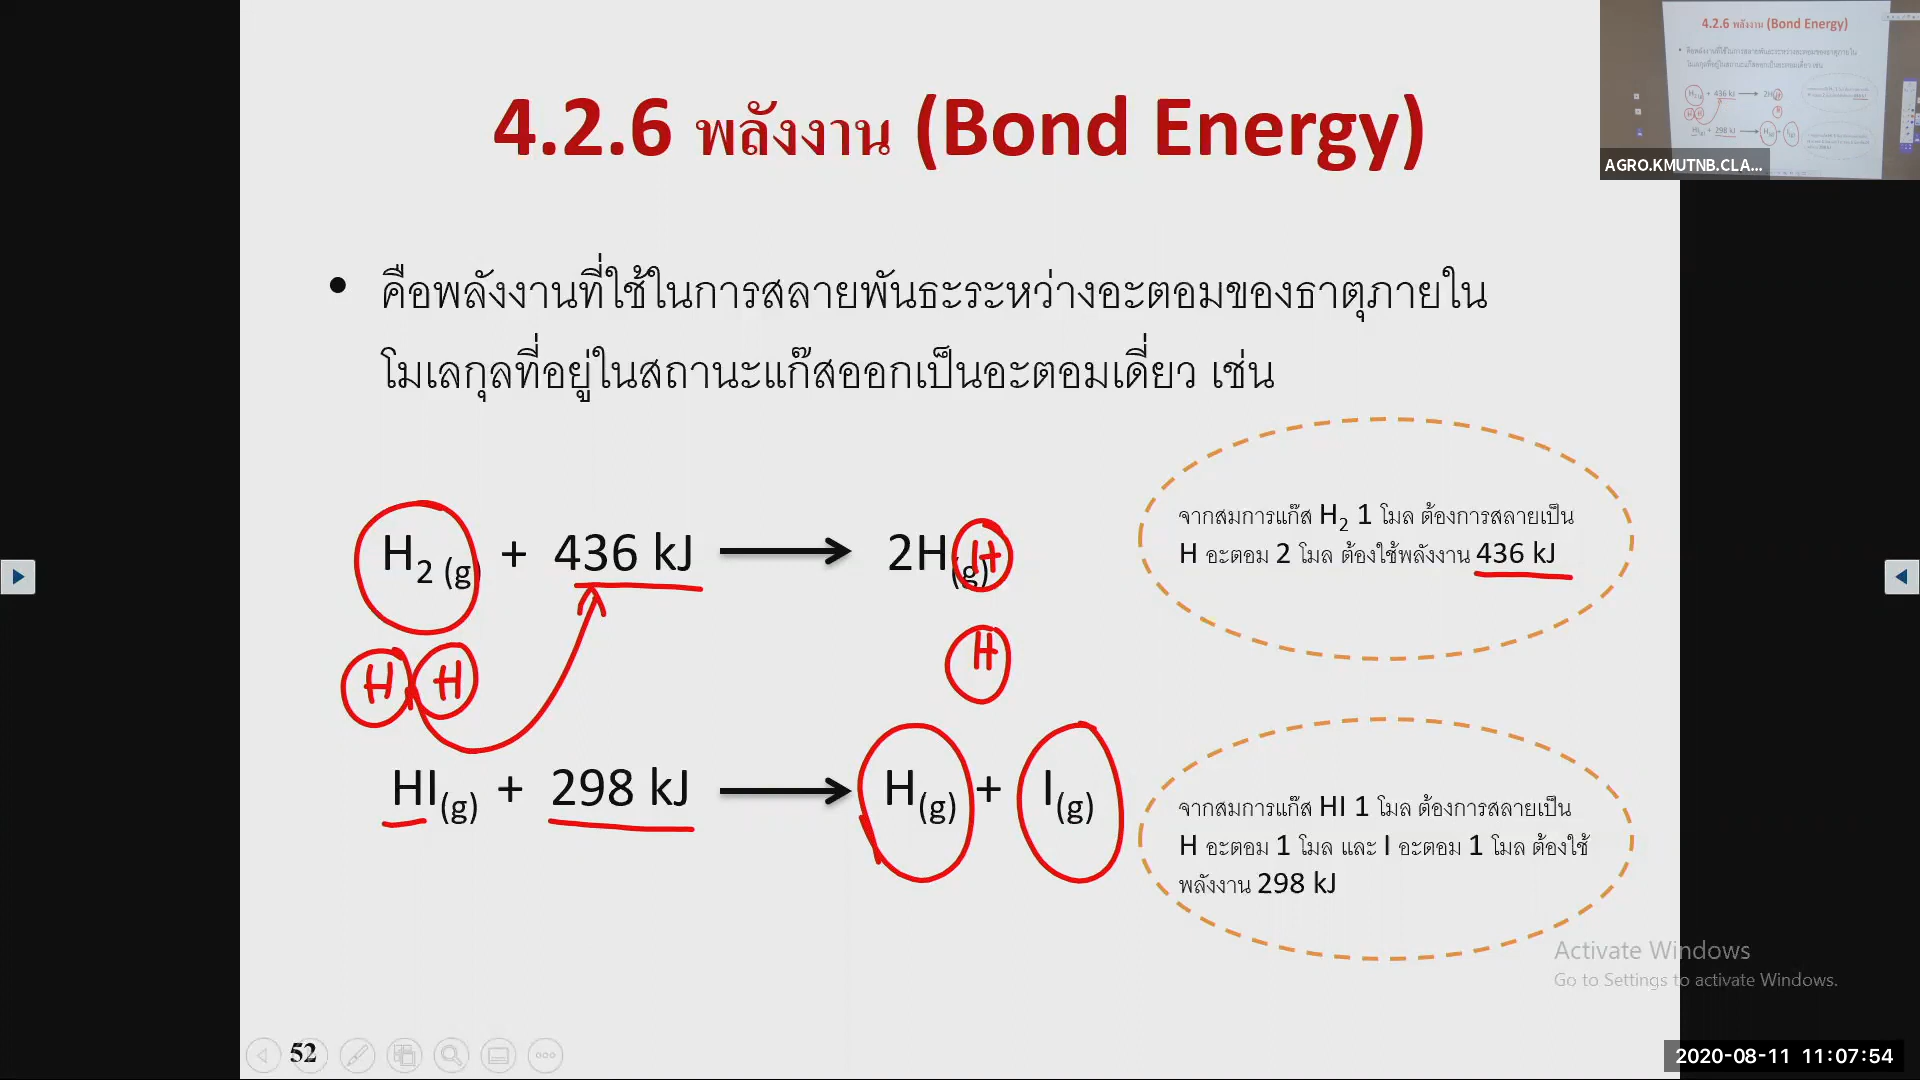 4.2.6 พลังงาน (Bond Energy)
• คือพลังงานที่ใช้ในการสลายพันธะระหว่างอะตอมของธาตุภายใน
โมเลกุลที่อยู่ในสถานะแก๊สออกเป็นอะตอมเดี่ยว เช่น
H2 (g) + 436 kJ → 2H(g)
H
H H
H
จากสมการแก๊ส H2 1 โมล ต้องการสลายเป็น
H อะตอม 2 โมล ต้องใช้พลังงาน 436 kJ
HI(g) + 298 kJ → H(g) + I(g)
จากสมการแก๊ส HI 1 โมล ต้องการสลายเป็น
H อะตอม 1 โมล และ I อะตอม 1 โมล ต้องใช้
พลังงาน 298 kJ
4.2.6 พลังงาน (Bond Energy)
AGRO.KMUTNB.CLA...
Activate Windows
Go to Settings to activate Windows.
52
2020-08-11 11:07:54